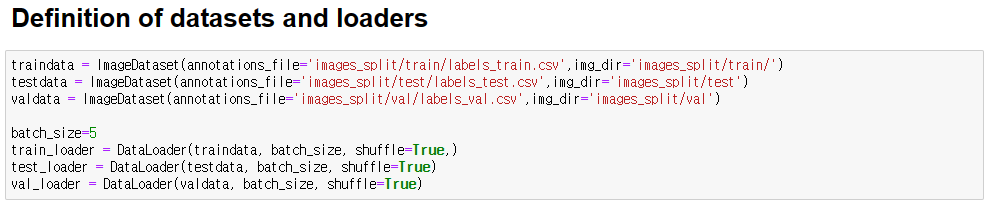 Definition of datasets and loaders
traindata = ImageDataset(annotations_file='images_split/train/labels_train.csv',img_dir='images_split/train/')
testdata = ImageDataset(annotations_file='images_split/test/labels_test.csv',img_dir='images_split/test')
valdata = ImageDataset(annotations_file='images_split/val/labels_val.csv',img_dir='images_split/val')
batch_size=5
train_loader = DataLoader(traindata, batch_size, shuffle=True,)
test_loader = DataLoader(testdata, batch_size, shuffle=True)
val_loader = DataLoader(valdata, batch_size, shuffle=True)